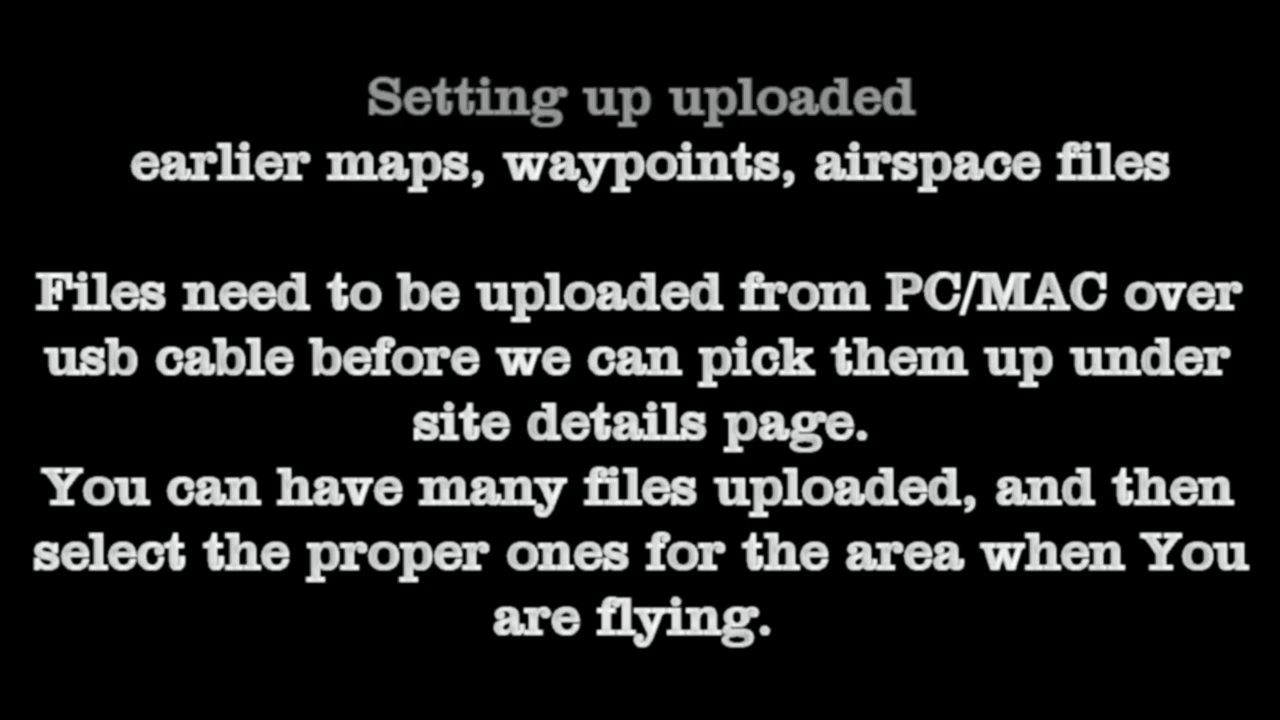 Setting up uploaded
earlier maps, waypoints, airspace files
Files need to be uploaded from PC/MAC over
usb cable before we can pick them up under
site details page.
You can have many files uploaded, and then
select the proper ones for the area when You
are flying.